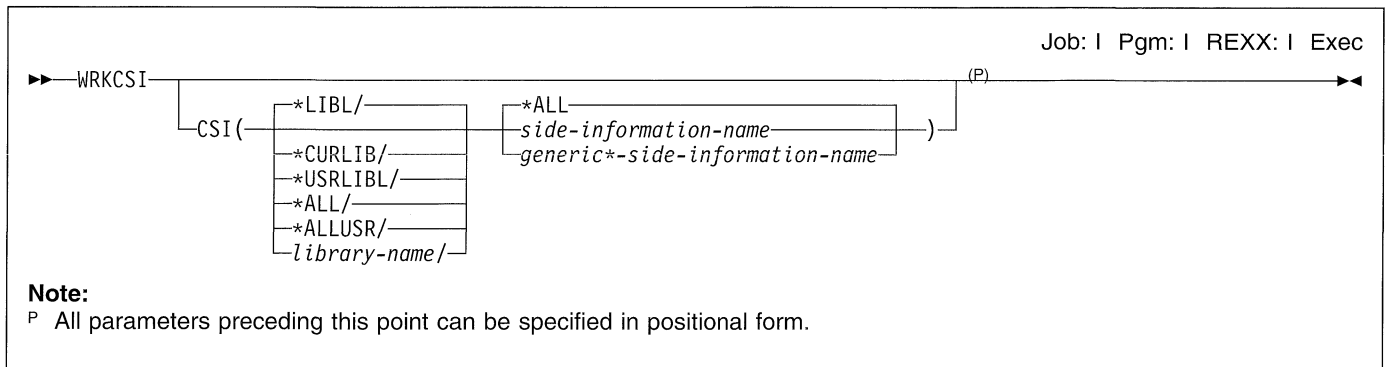 Job: I Pgm: I REXX: I Exec
WRKCSI (P)
*LIBL/ *ALL
CSI( side-information-name )
*CURLIB/ generic*-side-information-name
*USRLIBL/
*ALL/
*ALLUSR/
library-name/
Note:
P All parameters preceding this point can be specified in positional form.